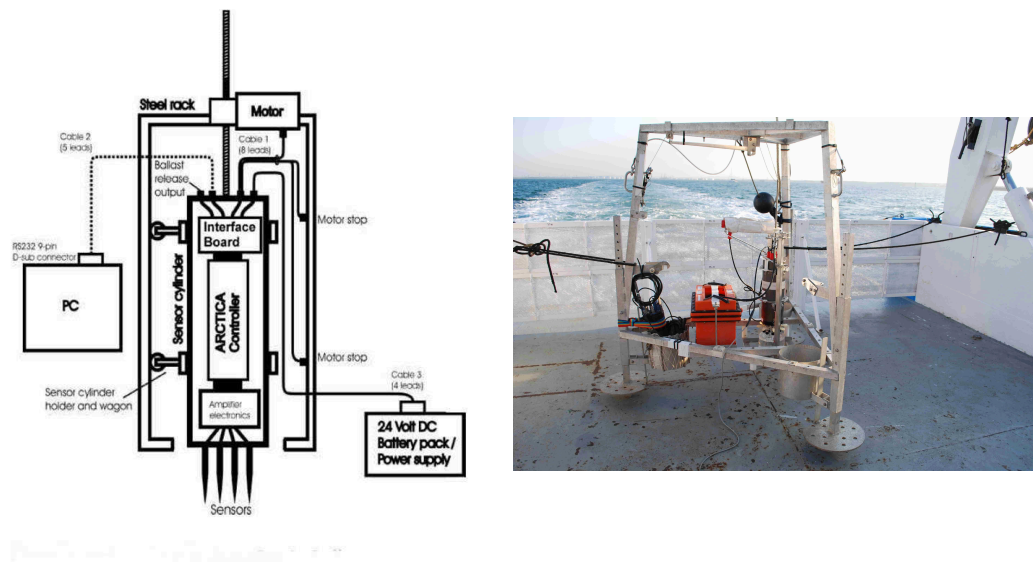 Steel rack
Motor
Cable 2
(5 leads)
Cable 1
(8 leads)
Ballast
release
output
Motor stop
Interface
Board
RS232 9-pin
D-sub connector
PC
Sensor cylinder
ARCTICA
Controller
Motor stop
Cable 3
(4 leads)
Sensor cylinder
holder and wagon
Amplifier
electronics
24 Volt DC
Battery pack /
Power supply
Sensors